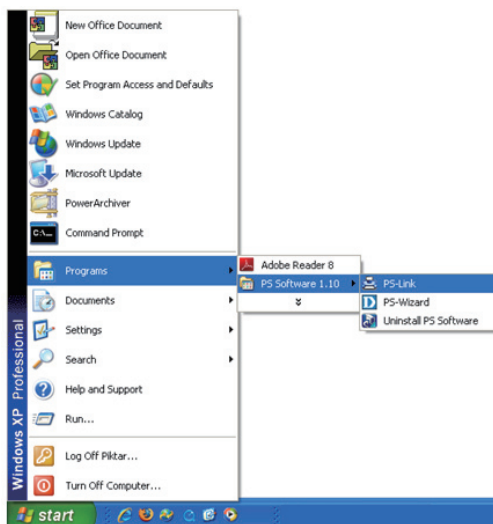 New Office Document
Open Office Document
Set Program Access and Defaults
Windows Catalog
Windows Update
Microsoft Update
PowerArchiver
C:\_
Command Prompt
Programs
Adobe Reader 8
PS Software 1.10
PS-Link
PS-Wizard
Uninstall PS Software
Documents
Settings
Search
Help and Support
Run...
Log Off Piktar...
Turn Off Computer...
Windows XP Professional
start